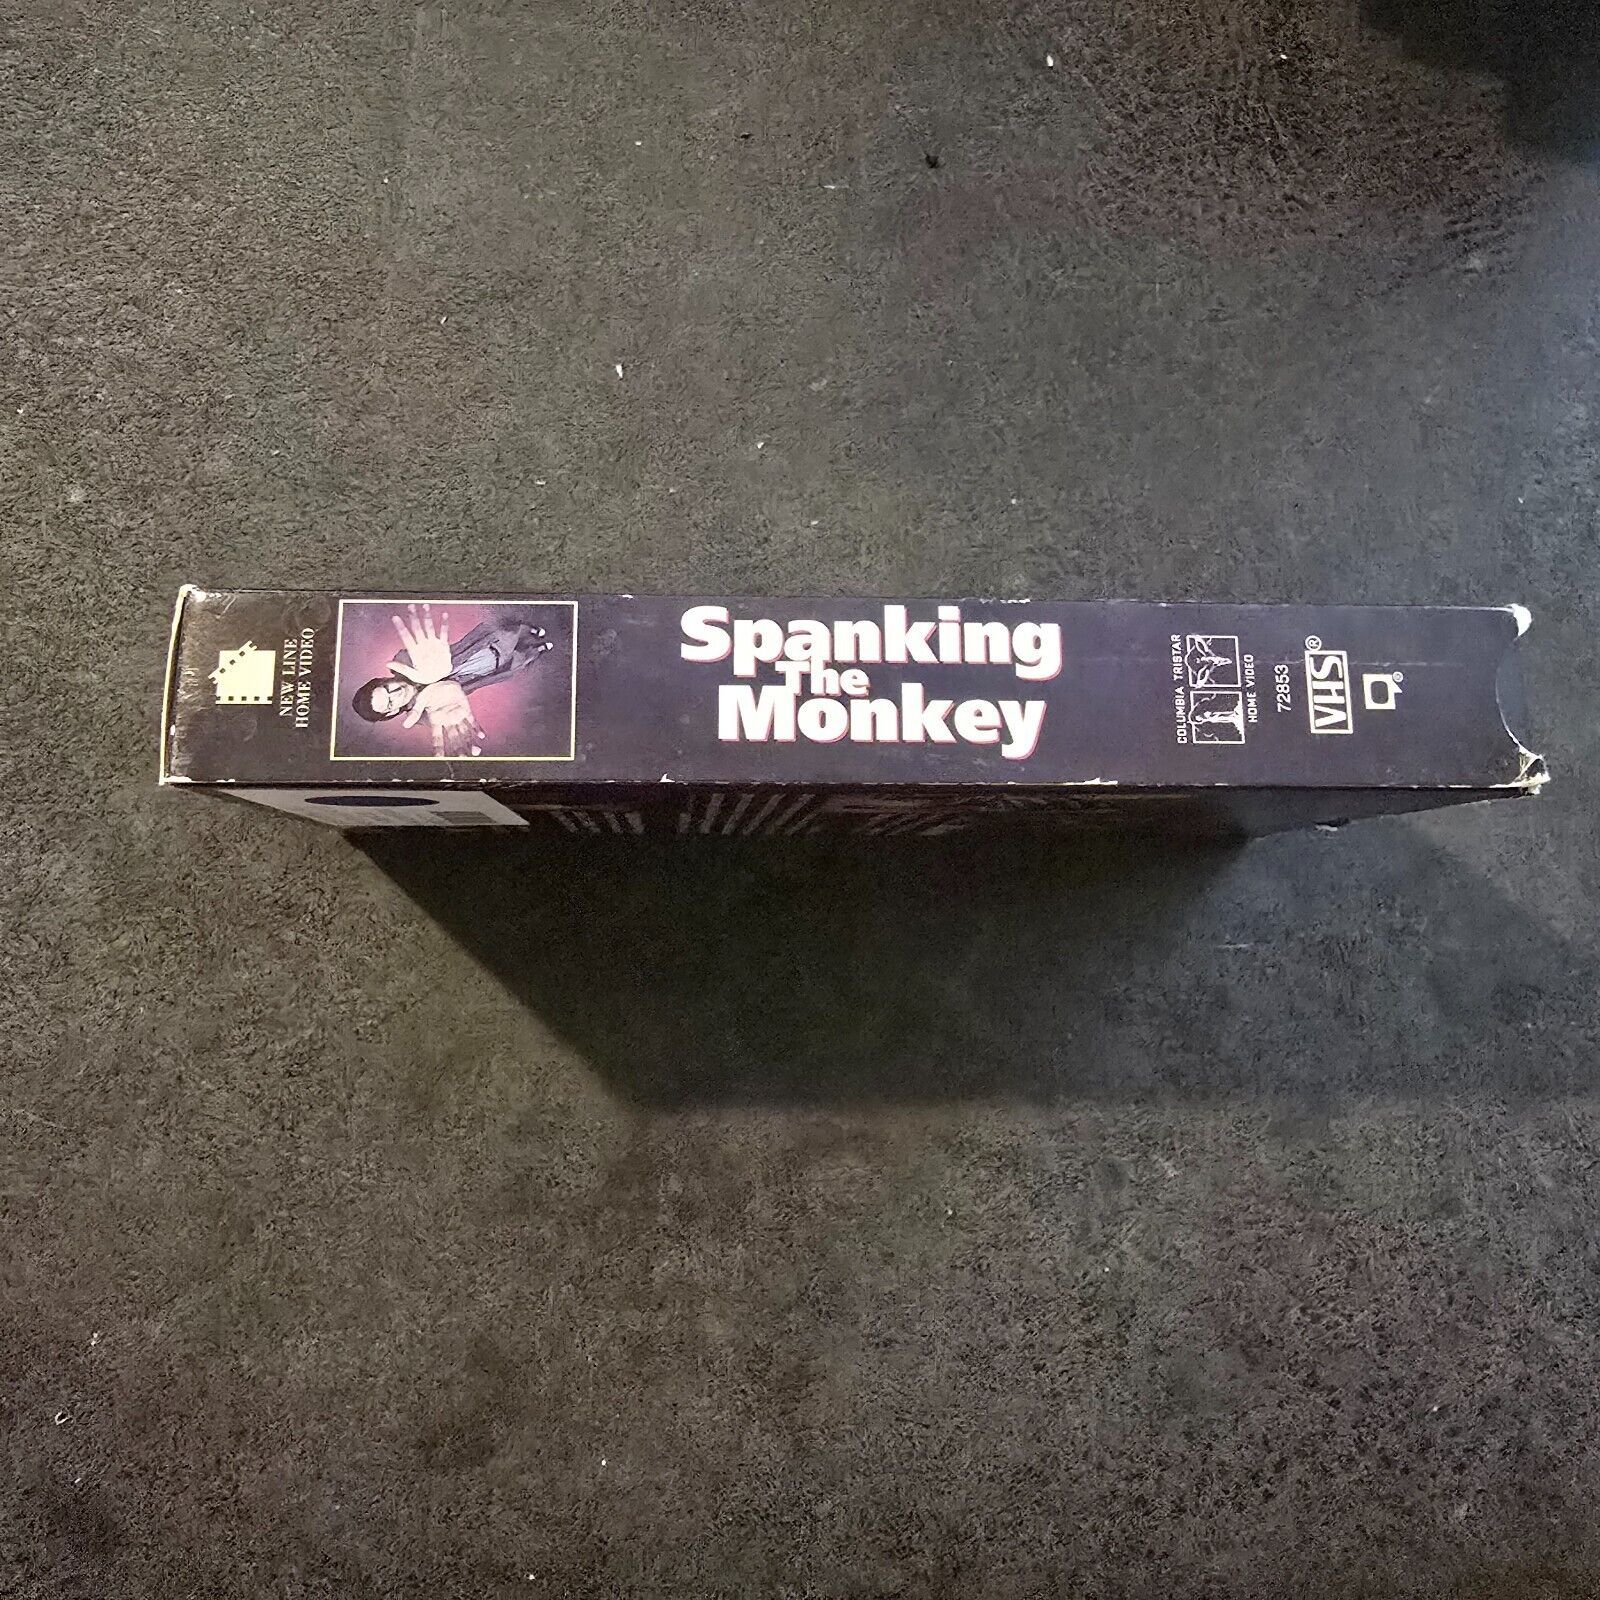 NEW LINE
HOME VIDEO
Spanking
The
Monkey
COLUMBIA TRISTAR
HOME VIDEO
72853
VHS®
®